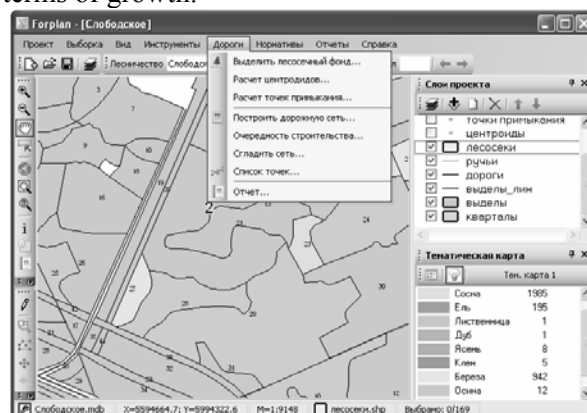 terms of growth.
Forplan - [Слободское]
Проект Выборка Вид Инструменты Дороги Нормативы Отчеты Справка
Лесничество
Выделить лесосечный фонд...
Расчет центродидов...
Расчет точек примыкания...
Построить дорожную сеть...
Очередность строительства...
Сгладить сеть...
Список точек...
Отчет...
Слои проекта
точки примыкания
центроиды
лесосеки
ручьи
дороги
выделы_лин
выделы
кварталы
Тематическая карта
Тем. карта 1
Сосна 1985
Ель 195
Лиственница 1
Дуб 1
Ясень 8
Клен 5
Береза 942
Осина 12
2
Слободское.mdb X=5594664.7; Y=5994322.6 M=1:9148 лесосеки.shp Выбрано: 0/169